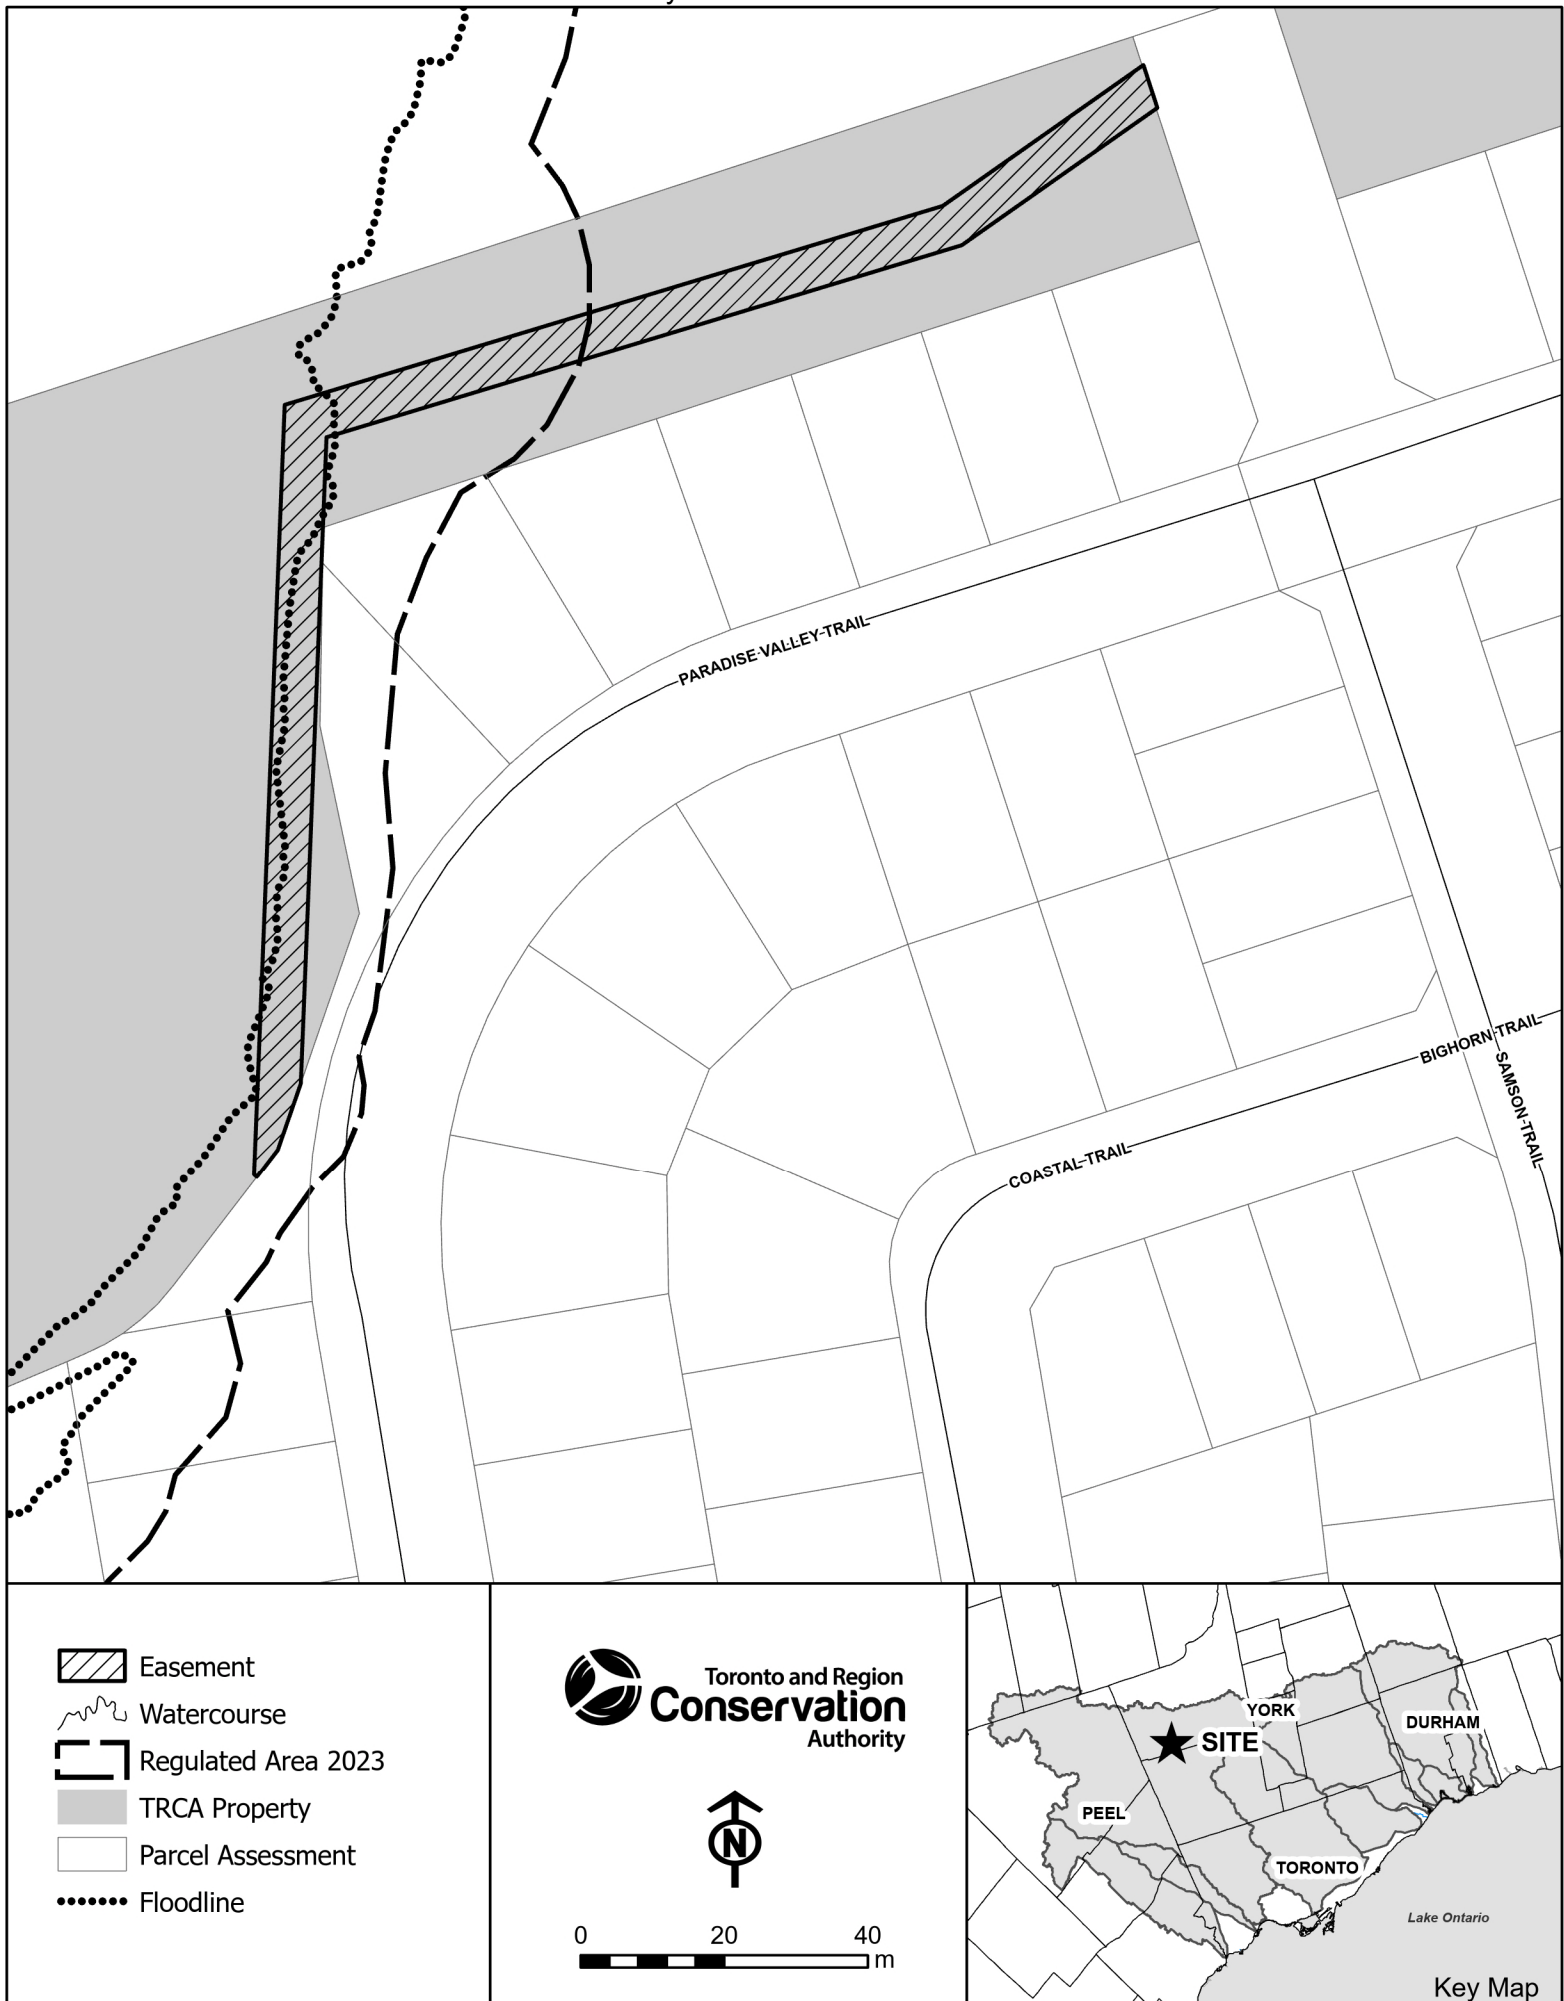 PARADISE VALLEY TRAIL
BIGHORN TRAIL
SAMSON TRAIL
COASTAL TRAIL
Easement
Watercourse
Regulated Area 2023
TRCA Property
Parcel Assessment
Floodline
Toronto and Region
Conservation
Authority
N
0 20 40
m
YORK
DURHAM
SITE
PEEL
TORONTO
Lake Ontario
Key Map